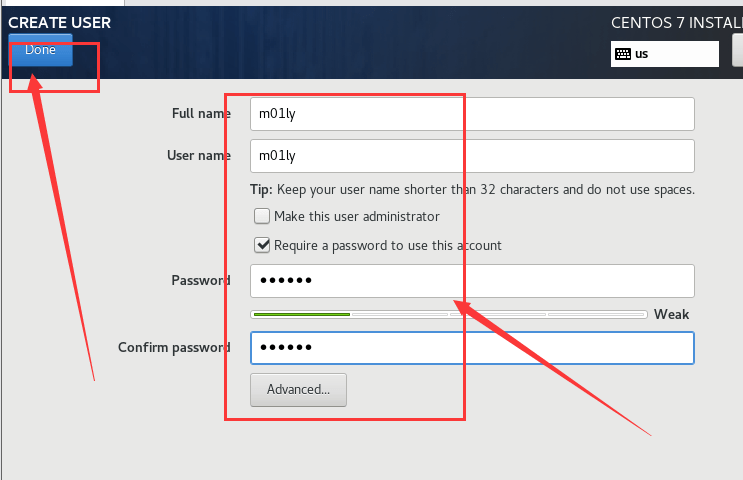 CREATE USER
CENTOS 7 INSTAL
Done
us
Full name
m01ly
User name
m01ly
Tip: Keep your user name shorter than 32 characters and do not use spaces.
Make this user administrator
Require a password to use this account
Password
●●●●●●
Weak
Confirm password
●●●●●●
Advanced...